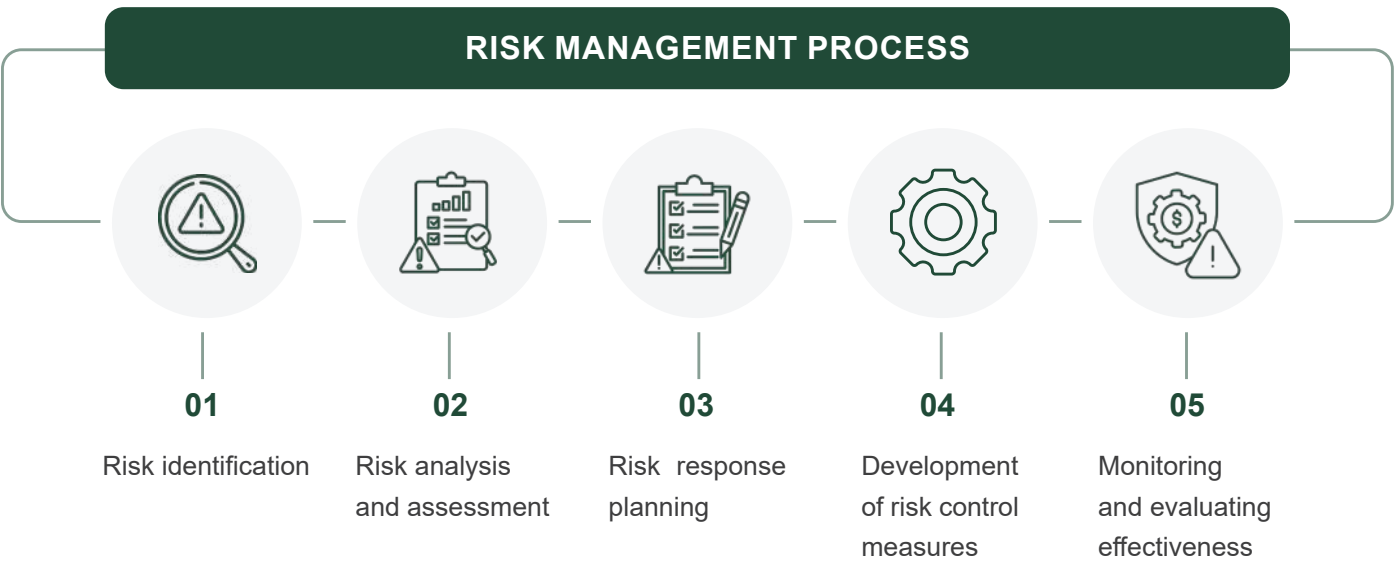 RISK MANAGEMENT PROCESS
01
Risk identification
02
Risk analysis
and assessment
03
Risk response
planning
04
Development
of risk control
measures
05
Monitoring
and evaluating
effectiveness